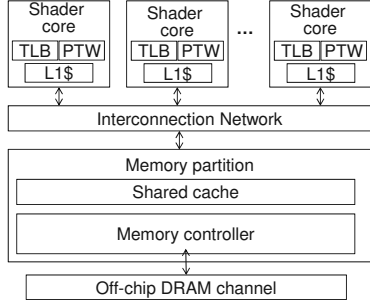 Shader core
TLB PTW
L1$
Shader core
TLB PTW
L1$
...
Shader core
TLB PTW
L1$
Interconnection Network
Memory partition
Shared cache
Memory controller
Off-chip DRAM channel